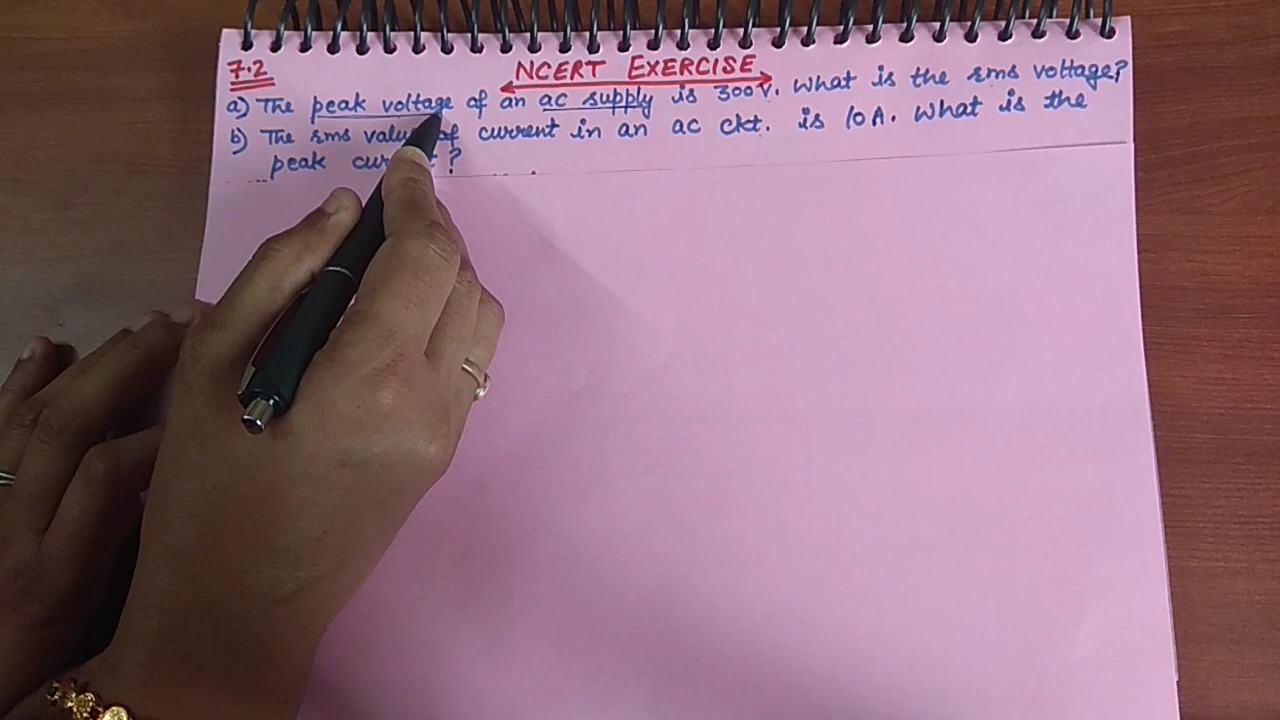 7.2
NCERT EXERCISE
a) The peak voltage of an ac supply is 300V. What is the rms voltage?
b) The rms value of current in an ac ckt. is 10A. What is the
peak ?